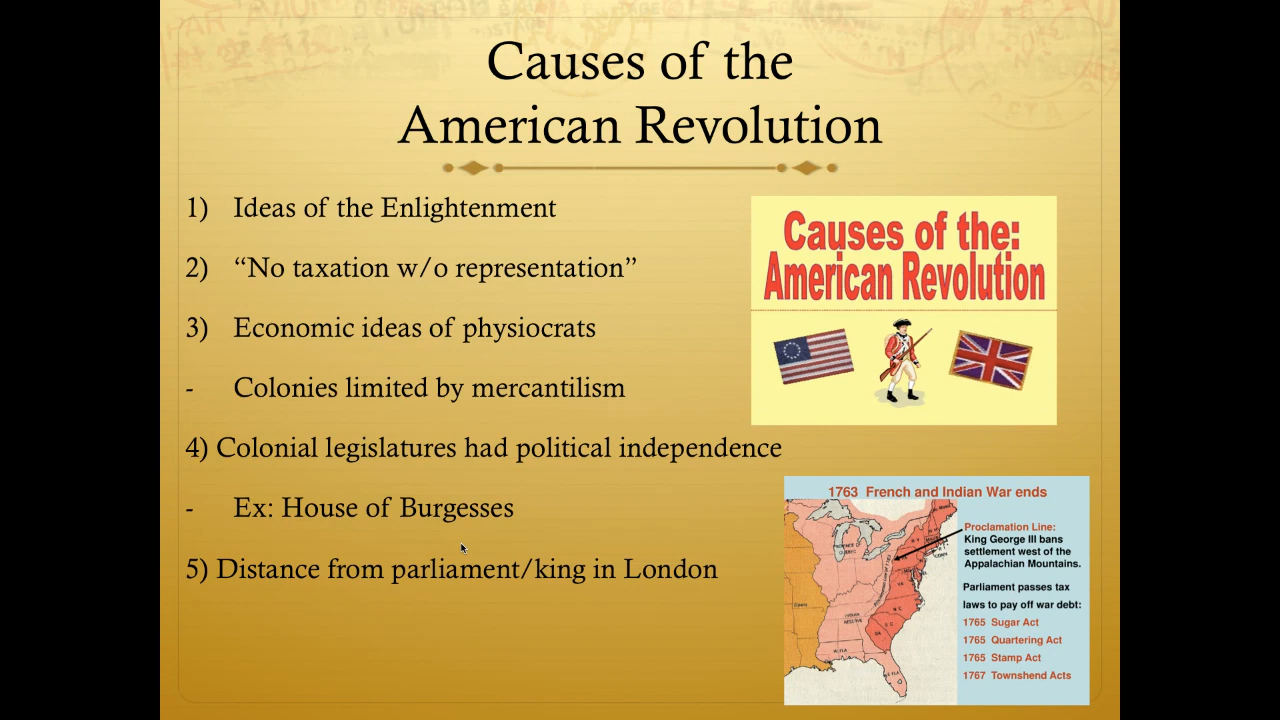 Causes of the
American Revolution
1) Ideas of the Enlightenment
2) “No taxation w/o representation”
3) Economic ideas of physiocrats
- Colonies limited by mercantilism
4) Colonial legislatures had political independence
- Ex: House of Burgesses
5) Distance from parliament/king in London
Causes of the:
American Revolution
1763 French and Indian War ends
Proclamation Line:
King George III bans
settlement west of the
Appalachian Mountains.
Parliament passes tax
laws to pay off war debt:
1765 Sugar Act
1765 Quartering Act
1765 Stamp Act
1767 Townshend Acts